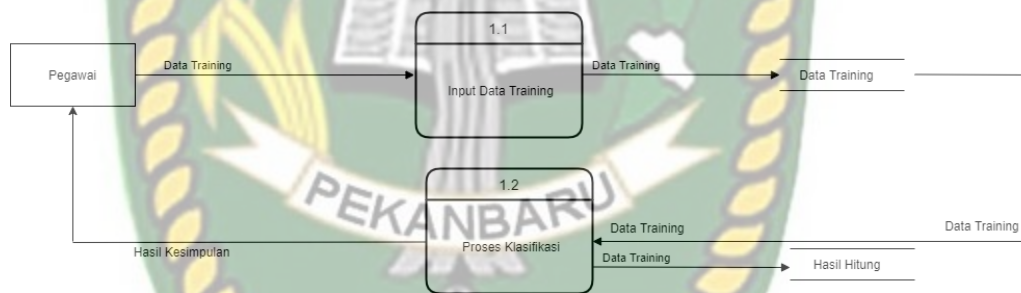 1.1
Pegawai
Data Training
Input Data Training
Data Training
Data Training
PEKANBARU
1.2
Proses Klasifikasi
Data Training
Data Training
Hasil Kesimpulan
Data Training
Hasil Hitung